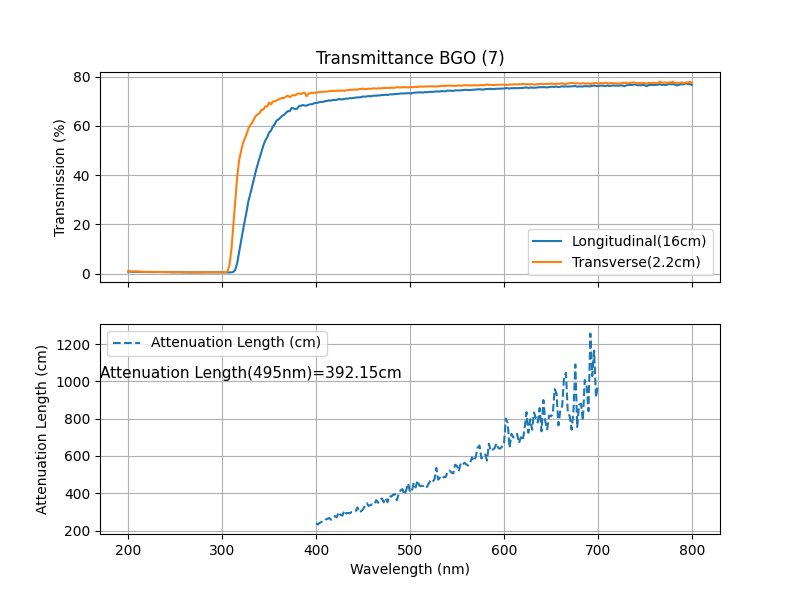 Transmittance BGO (7)
80
60
40
20
0
Transmission (%)
Longitudinal(16cm)
Transverse(2.2cm)
1200
1000
800
600
400
200
Attenuation Length (cm)
Attenuation Length (cm)
Attenuation Length(495nm)=392.15cm
200 300 400 500 600 700 800
Wavelength (nm)